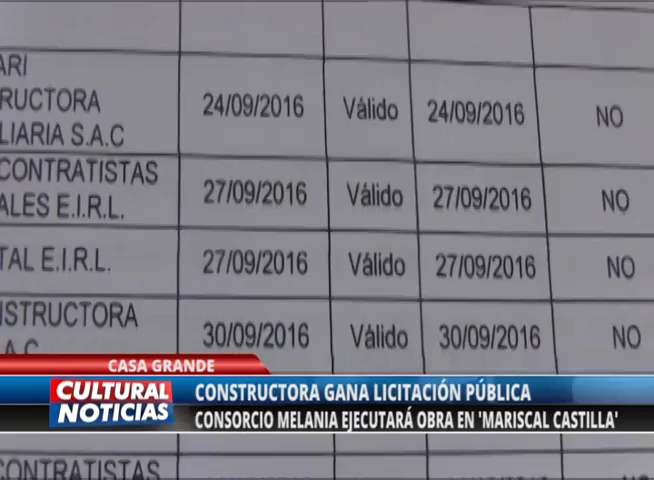 ARI
RUCTORA
LIARIA S.A.C
24/09/2016 Válido 24/09/2016 NO
CONTRATISTAS
ALES E.I.R.L.
27/09/2016 Válido 27/09/2016 NO
TAL E.I.R.L. 27/09/2016 Válido 27/09/2016 NO
NSTRUCTORA
A.C
30/09/2016 Válido 30/09/2016 NO
CASA GRANDE
CULTURAL
NOTICIAS
CONSTRUCTORA GANA LICITACIÓN PÚBLICA
CONSORCIO MELANIA EJECUTARÁ OBRA EN 'MARISCAL CASTILLA'
CONTRATISTAS